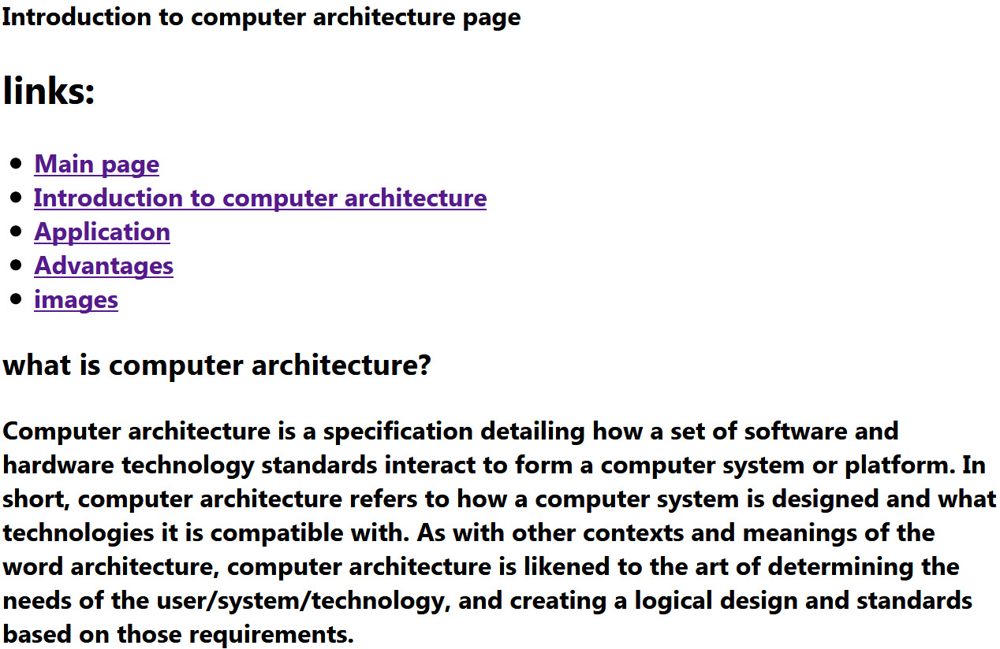 Introduction to computer architecture page
links:
Main page
Introduction to computer architecture
Application
Advantages
images
what is computer architecture?
Computer architecture is a specification detailing how a set of software and
hardware technology standards interact to form a computer system or platform. In
short, computer architecture refers to how a computer system is designed and what
technologies it is compatible with. As with other contexts and meanings of the
word architecture, computer architecture is likened to the art of determining the
needs of the user/system/technology, and creating a logical design and standards
based on those requirements.